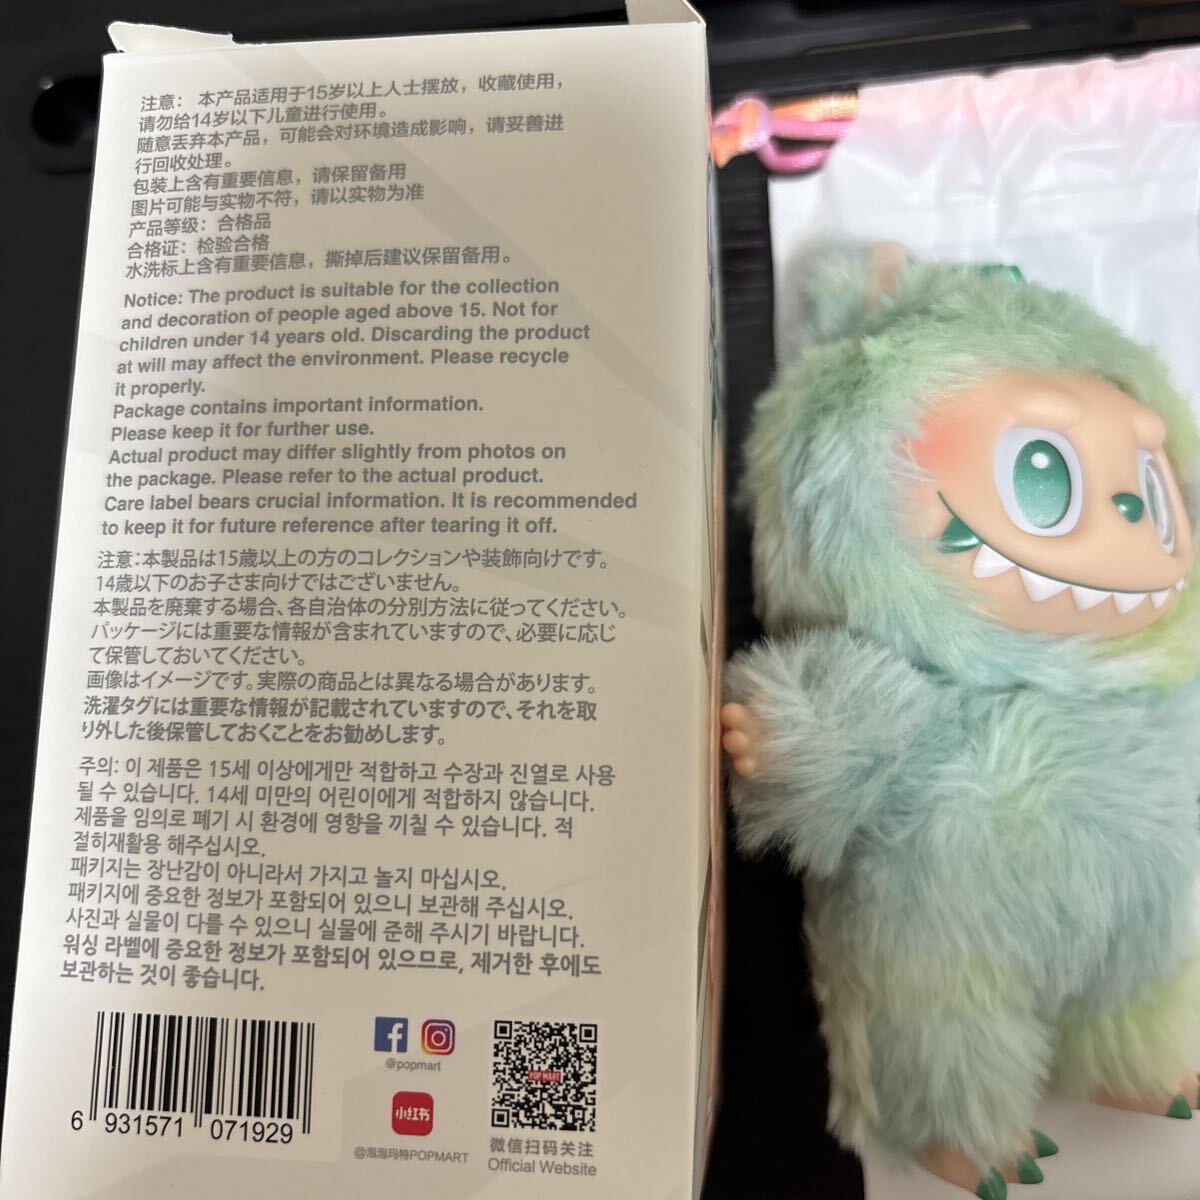 注意： 本产品适用于15岁以上人士摆放，收藏使用，
请勿给14岁以下儿童进行使用。
随意丢弃本产品，可能会对环境造成影响，请妥善进
行回收处理。
包装上含有重要信息，请保留备用
图片可能与实物不符，请以实物为准
产品等级：合格品
合格证：检验合格
水洗标上含有重要信息，撕掉后建议保留备用。
Notice: The product is suitable for the collection
and decoration of people aged above 15. Not for
children under 14 years old. Discarding the product
at will may affect the environment. Please recycle
it properly.
Package contains important information.
Please keep it for further use.
Actual product may differ slightly from photos on
the package. Please refer to the actual product.
Care label bears crucial information. It is recommended
to keep it for future reference after tearing it off.
注意：本製品は15歳以上の方のコレクションや装飾向けです。
14歳以下のお子さま向けではございません。
本製品を廃棄する場合、各自治体の分別方法に従ってください。
パッケージには重要な情報が含まれていますので、必要に応じ
て保管しておいてください。
画像はイメージです。実際の商品とは異なる場合があります。
洗濯タグには重要な情報が記載されていますので、それを取
り外した後保管しておくことをお勧めします。
주의: 이 제품은 15세 이상에게만 적합하고 수장과 진열로 사용
될 수 있습니다. 14세 미만의 어린이에게 적합하지 않습니다.
제품을 임의로 폐기 시 환경에 영향을 끼칠 수 있습니다. 적
절히재활용 해주십시오.
패키지는 장난감이 아니라서 가지고 놀지 마십시오.
패키지에 중요한 정보가 포함되어 있으니 보관해 주십시오.
사진과 실물이 다를 수 있으니 실물에 준해 주시기 바랍니다.
워싱 라벨에 중요한 정보가 포함되어 있으므로, 제거한 후에도
보관하는 것이 좋습니다.
6 931571 071929
@popmart
小红书
@泡泡玛特POPMART
POP MART
微信扫码关注
Official Website